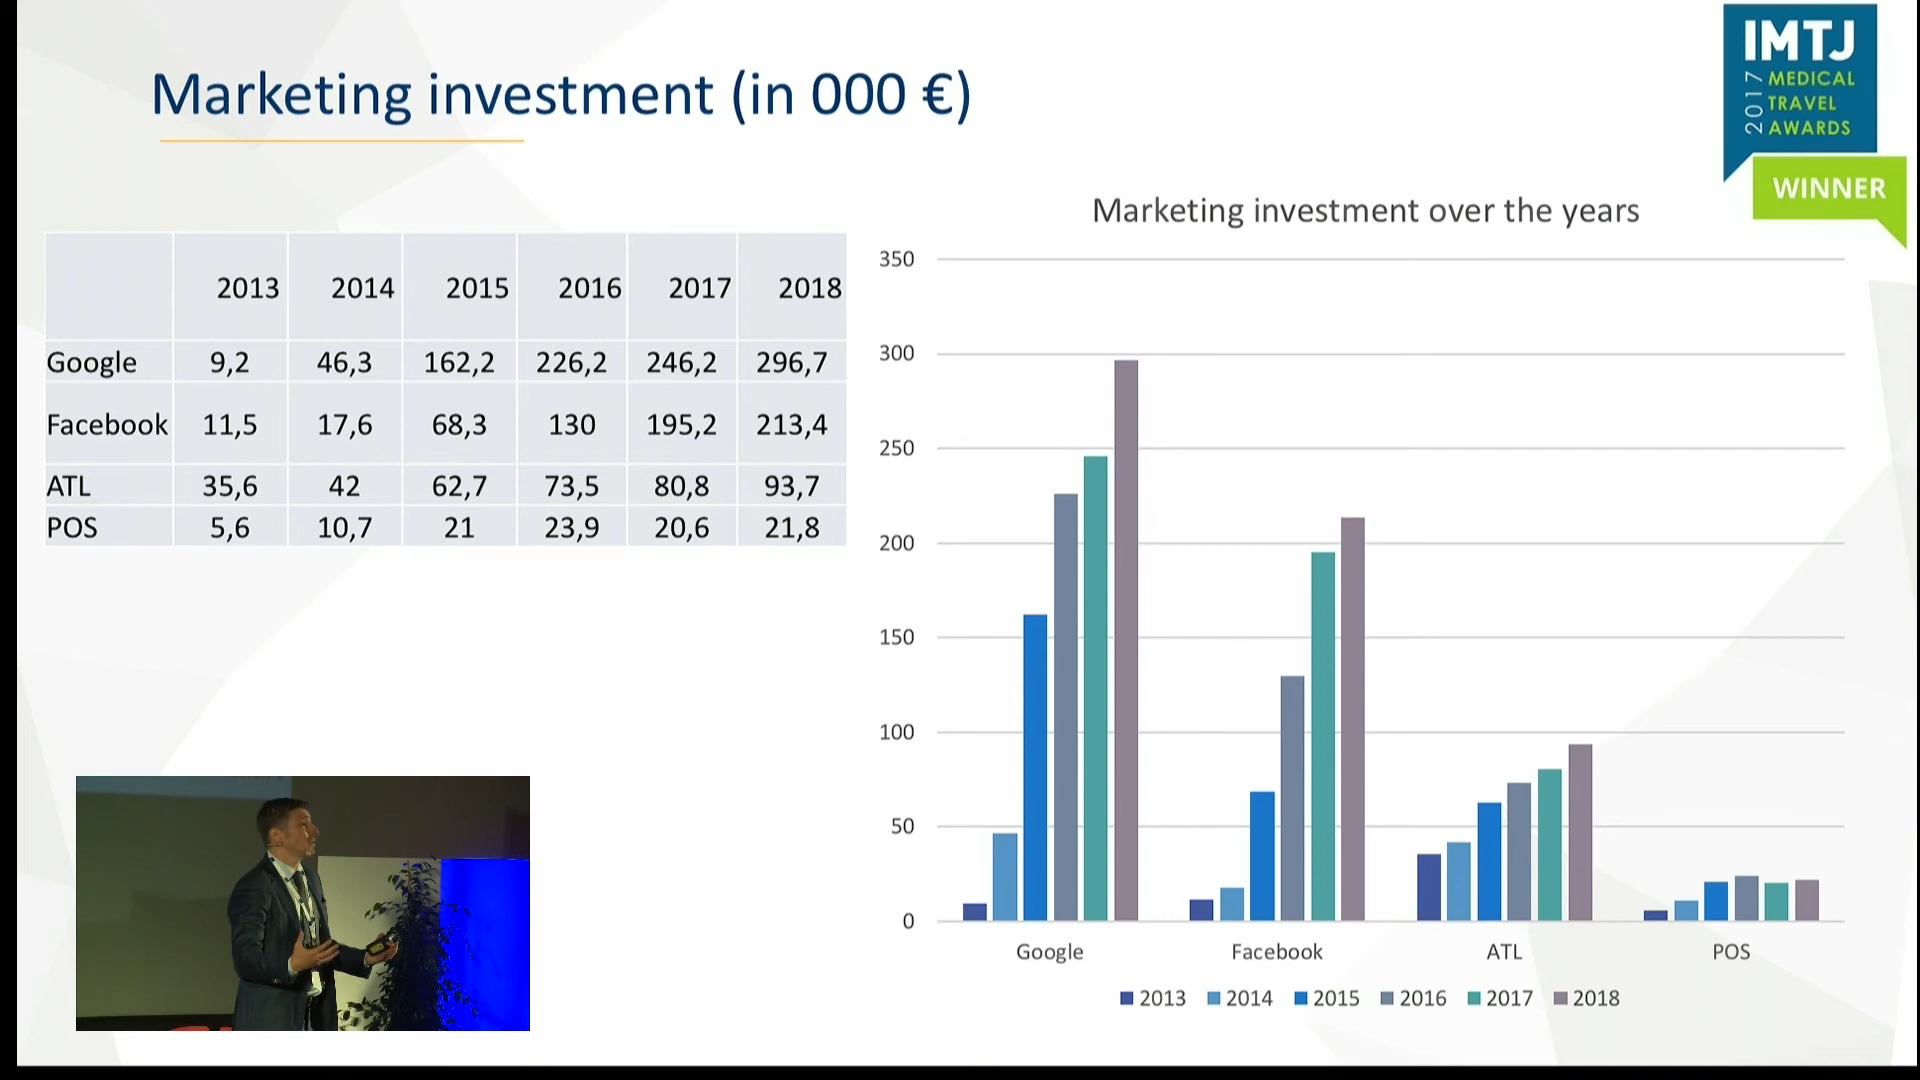 Marketing investment (in 000 €)
IMTJ
2017
MEDICAL
TRAVEL
AWARDS
WINNER
2013 2014 2015 2016 2017 2018
Google 9,2 46,3 162,2 226,2 246,2 296,7
Facebook 11,5 17,6 68,3 130 195,2 213,4
ATL 35,6 42 62,7 73,5 80,8 93,7
POS 5,6 10,7 21 23,9 20,6 21,8
Marketing investment over the years
350
300
250
200
150
100
50
0
Google Facebook ATL POS
2013 2014 2015 2016 2017 2018